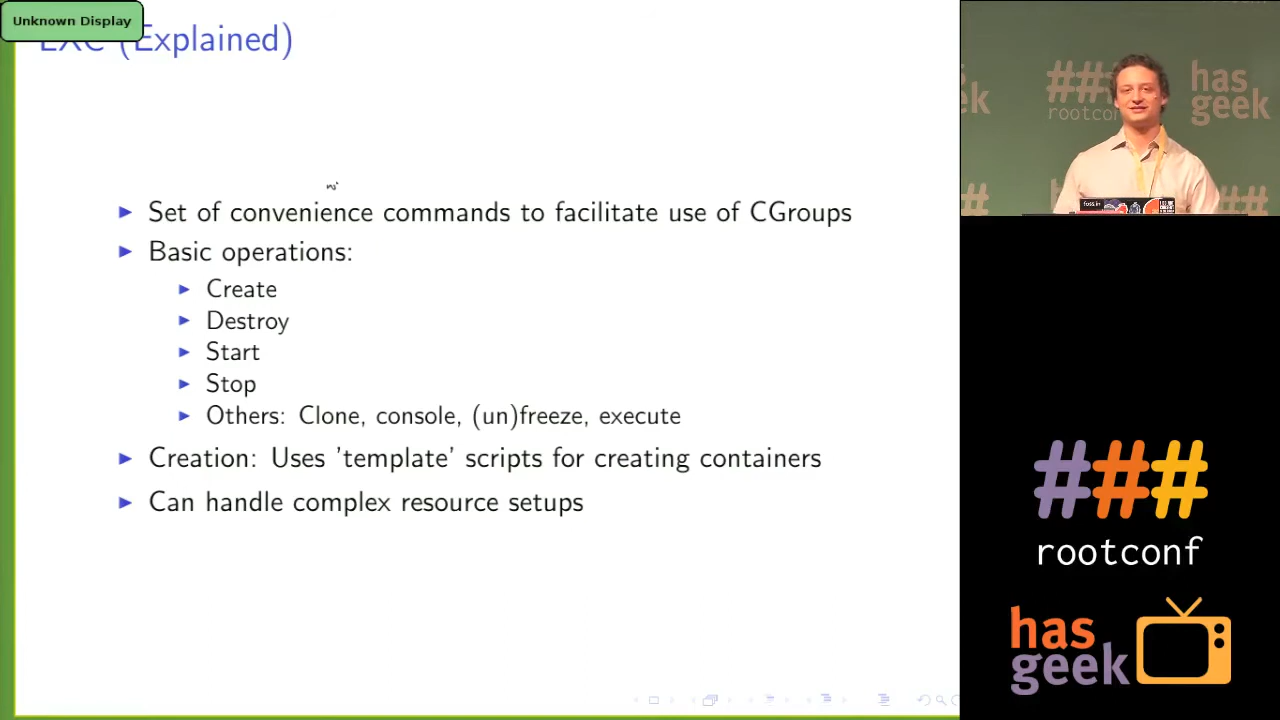 Unknown Display
LXC (Explained)
Set of convenience commands to facilitate use of CGroups
Basic operations:
Create
Destroy
Start
Stop
Others: Clone, console, (un)freeze, execute
Creation: Uses 'template' scripts for creating containers
Can handle complex resource setups
###
rootconf
has
geek
foss.in
###
rootconf
has
geek